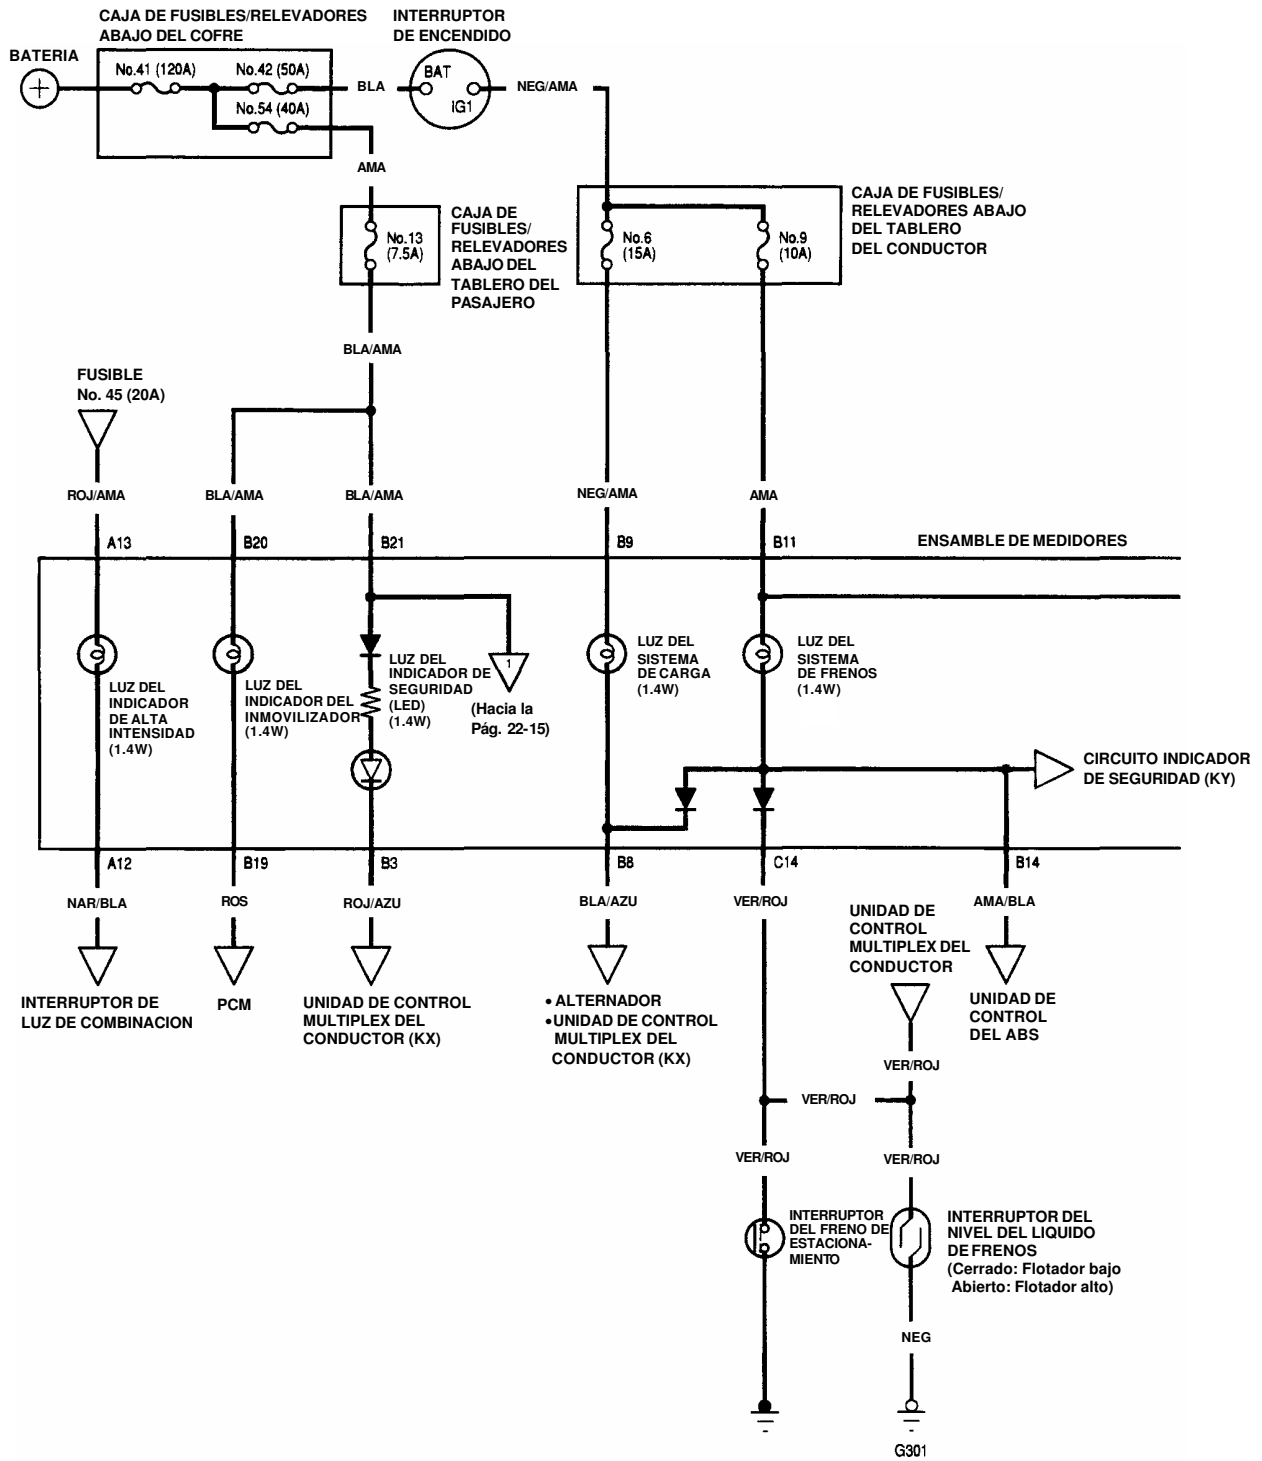 CAJA DE FUSIBLES/RELEVADORES
ABAJO DEL COFRE
INTERRUPTOR
DE ENCENDIDO
BATERIA
No.41 (120A)
No.42 (50A)
No.54 (40A)
BLA
BAT
IG1
NEG/AMA
AMA
CAJA DE
FUSIBLES/
RELEVADORES
ABAJO DEL
TABLERO DEL
PASAJERO
No.13
(7.5A)
No.6
(15A)
No.9
(10A)
CAJA DE FUSIBLES/
RELEVADORES ABAJO
DEL TABLERO
DEL CONDUCTOR
BLA/AMA
FUSIBLE
No. 45 (20A)
ROJ/AMA
BLA/AMA
BLA/AMA
NEG/AMA
AMA
A13
B20
B21
B9
B11
ENSAMBLE DE MEDIDORES
LUZ DEL
INDICADOR
DE ALTA
INTENSIDAD
(1.4W)
LUZ DEL
INDICADOR DEL
INMOVILIZADOR
(1.4W)
LUZ DEL
INDICADOR DE
SEGURIDAD
(LED)
(1.4W)
1
(Hacia la
Pág. 22-15)
LUZ DEL
SISTEMA
DE CARGA
(1.4W)
LUZ DEL
SISTEMA
DE FRENOS
(1.4W)
CIRCUITO INDICADOR
DE SEGURIDAD (KY)
A12
B19
B3
B8
C14
B14
NAR/BLA
ROS
ROJ/AZU
BLA/AZU
VER/ROJ
AMA/BLA
INTERRUPTOR DE
LUZ DE COMBINACION
PCM
UNIDAD DE CONTROL
MULTIPLEX DEL
CONDUCTOR (KX)
• ALTERNADOR
•UNIDAD DE CONTROL
MULTIPLEX DEL
CONDUCTOR (KX)
UNIDAD DE
CONTROL
MULTIPLEX DEL
CONDUCTOR
UNIDAD DE
CONTROL
DEL ABS
VER/ROJ
VER/ROJ
VER/ROJ
VER/ROJ
INTERRUPTOR
DEL FRENO DE
ESTACIONA-
MIENTO
INTERRUPTOR DEL
NIVEL DEL LIQUIDO
DE FRENOS
(Cerrado: Flotador bajo
Abierto: Flotador alto)
NEG
G301